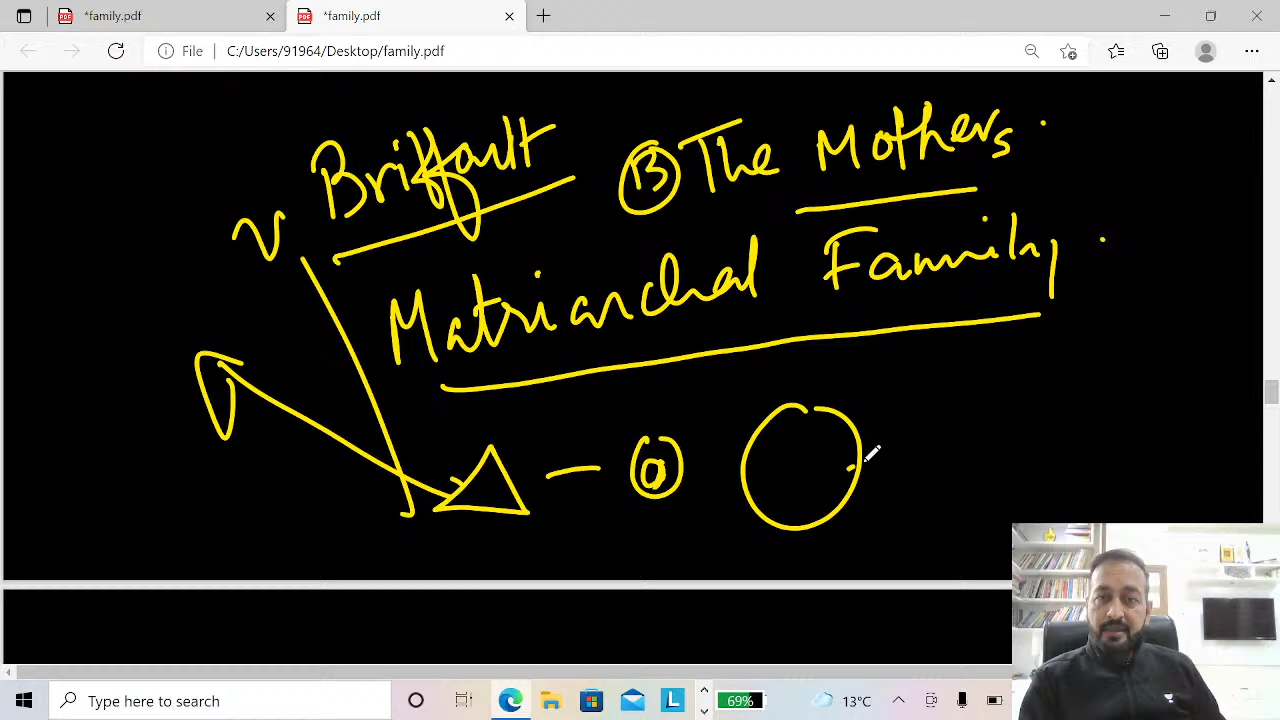 *family.pdf
*family.pdf
File C:/Users/91964/Desktop/family.pdf
Briffault B The Mothers.
Matriarchal Family.
Type here to search
L
69%
13°C